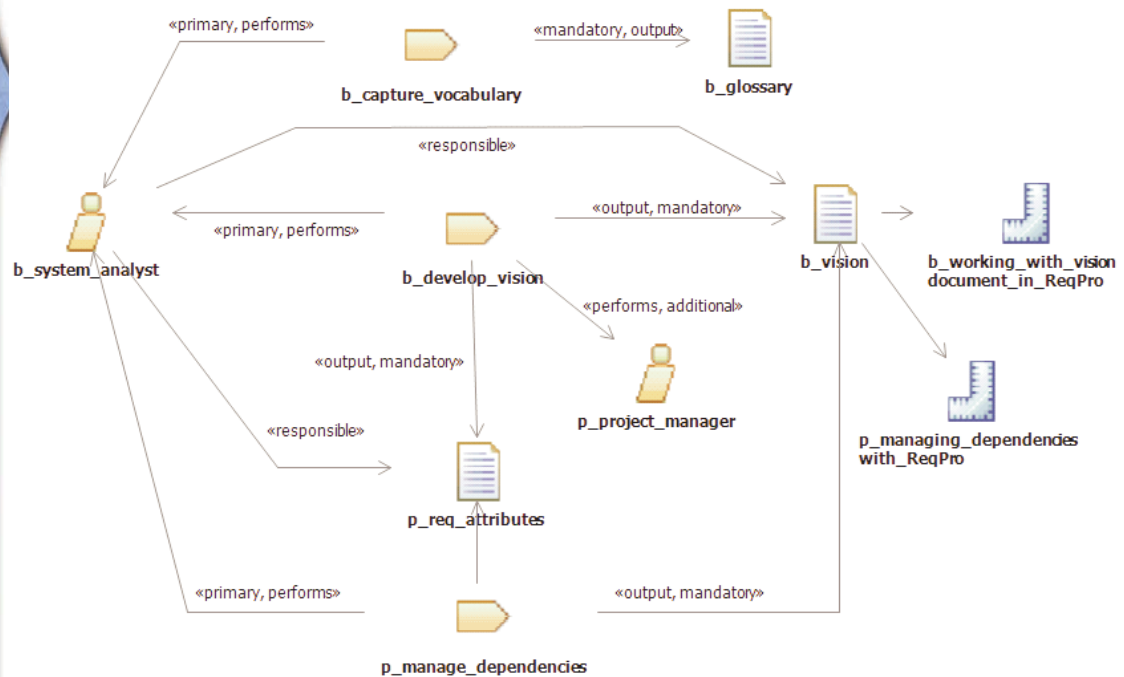 «primary, performs»
«mandatory, output»
b_capture_vocabulary
b_glossary
«responsible»
«output, mandatory»
«primary, performs»
b_system_analyst
b_develop_vision
b_vision
b_working_with_vision
document_in_ReqPro
«performs, additional»
«output, mandatory»
p_project_manager
«responsible»
p_managing_dependencies
with_ReqPro
p_req_attributes
«primary, performs»
«output, mandatory»
p_manage_dependencies